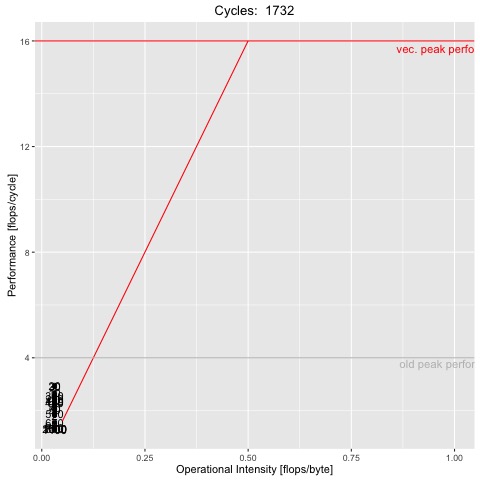 Cycles: 1732
16
vec. peak perfo
12
Performance [flops/cycle]
8
4
old peak perfor
0.00 0.25 0.50 0.75 1.00
Operational Intensity [flops/byte]